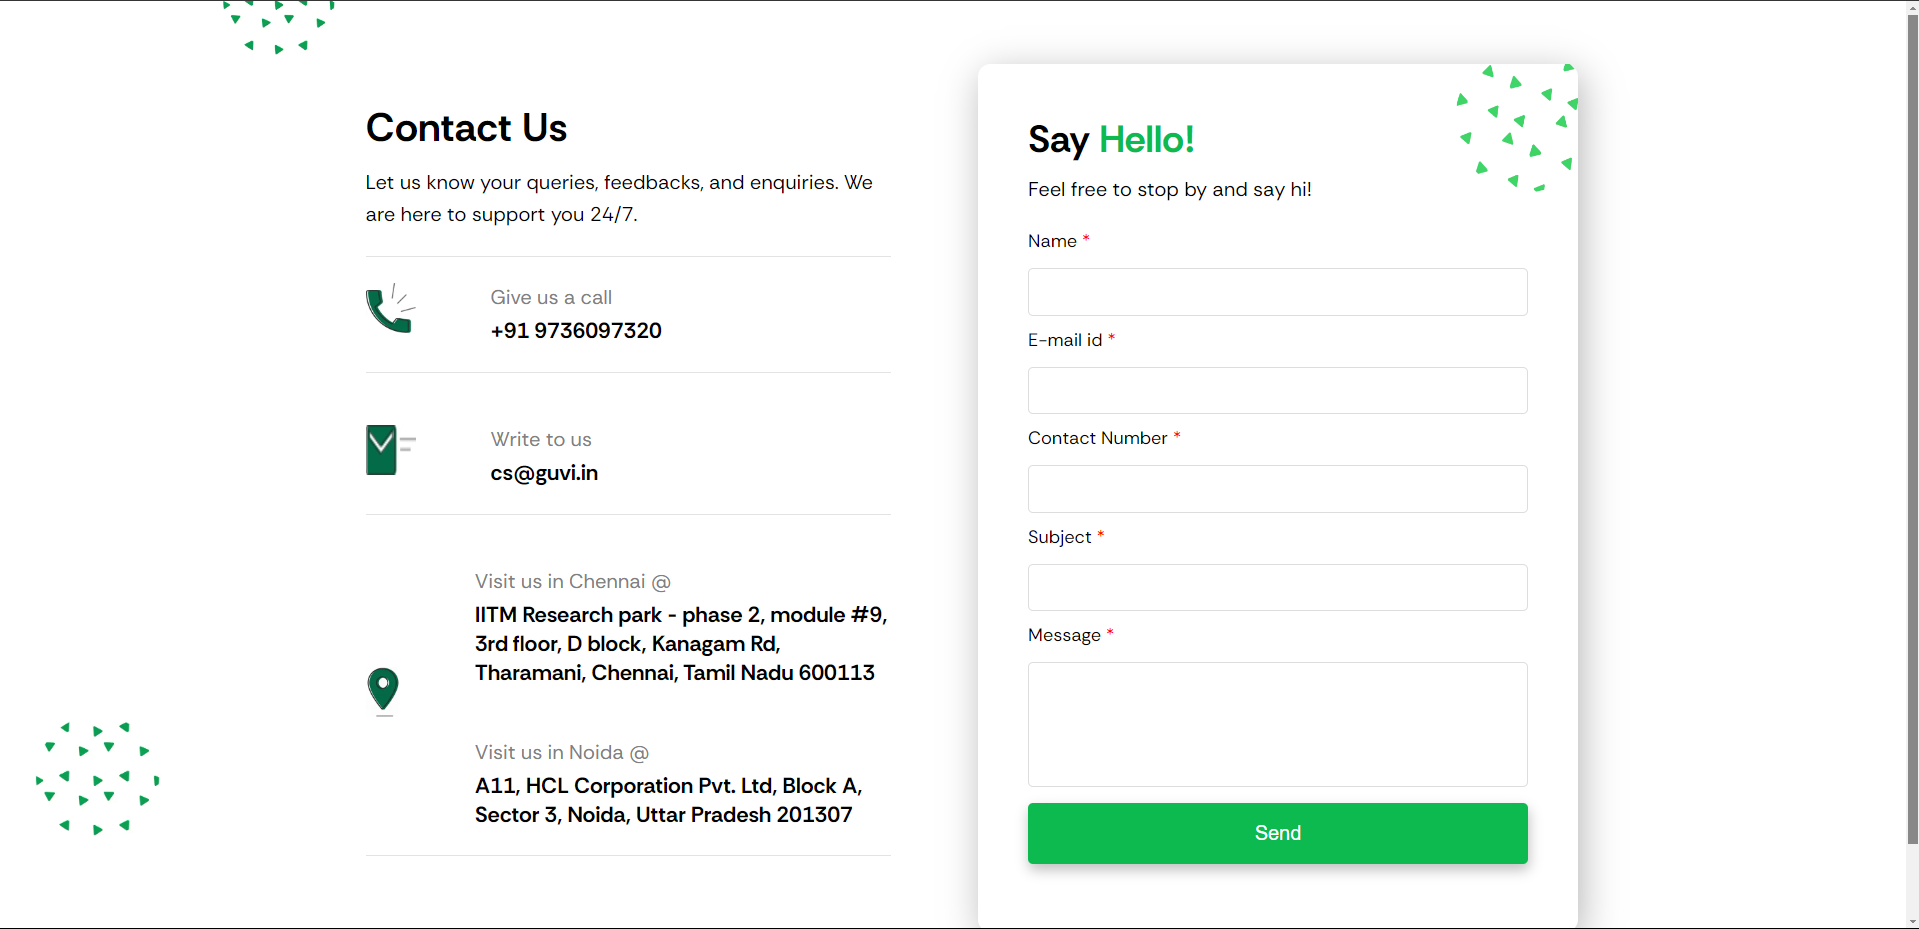 Contact Us
Let us know your queries, feedbacks, and enquiries. We
are here to support you 24/7.
Give us a call
+91 9736097320
Write to us
cs@guvi.in
Visit us in Chennai @
IITM Research park - phase 2, module #9,
3rd floor, D block, Kanagam Rd,
Tharamani, Chennai, Tamil Nadu 600113
Visit us in Noida @
A11, HCL Corporation Pvt. Ltd, Block A,
Sector 3, Noida, Uttar Pradesh 201307
Say Hello!
Feel free to stop by and say hi!
Name *
E-mail id *
Contact Number *
Subject *
Message *
Send